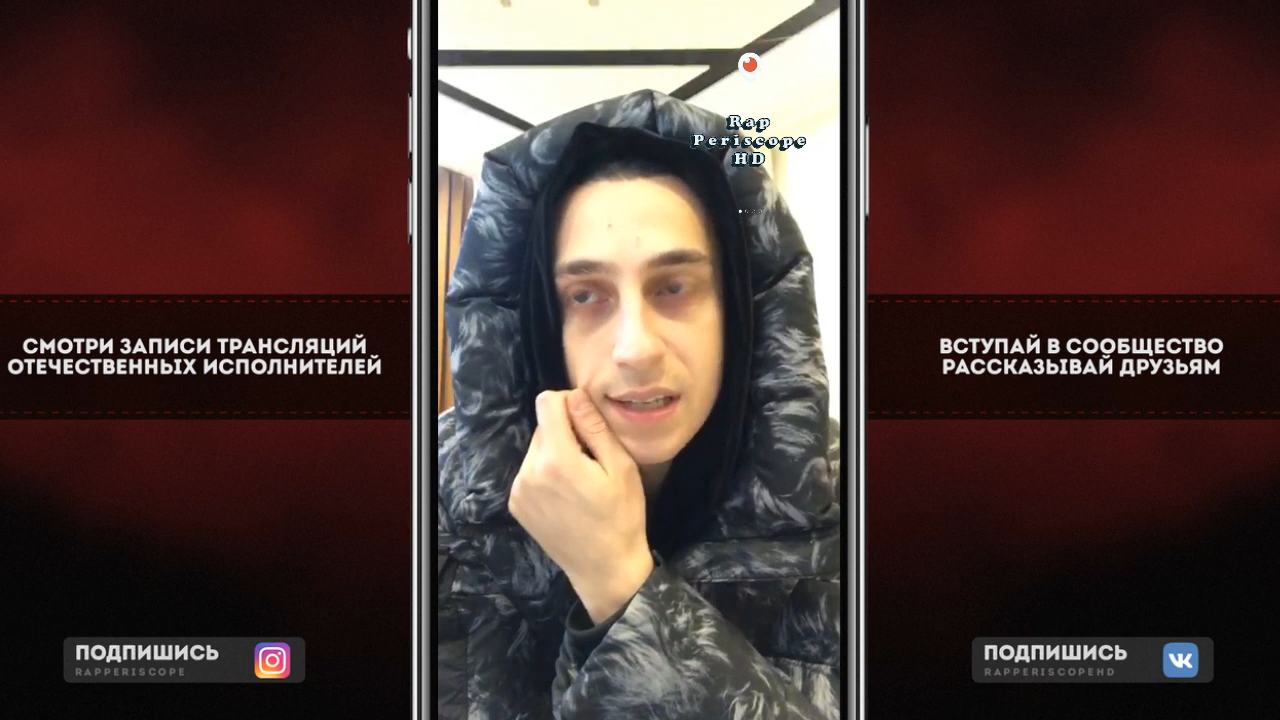 Rap
Periscope
HD
СМОТРИ ЗАПИСИ ТРАНСЛЯЦИЙ
ОТЕЧЕСТВЕННЫХ ИСПОЛНИТЕЛЕЙ
ВСТУПАЙ В СООБЩЕСТВО
РАССКАЗЫВАЙ ДРУЗЬЯМ
ПОДПИШИСЬ
RAPPERISCOPE
ПОДПИШИСЬ
RAPPERISCOPEHD